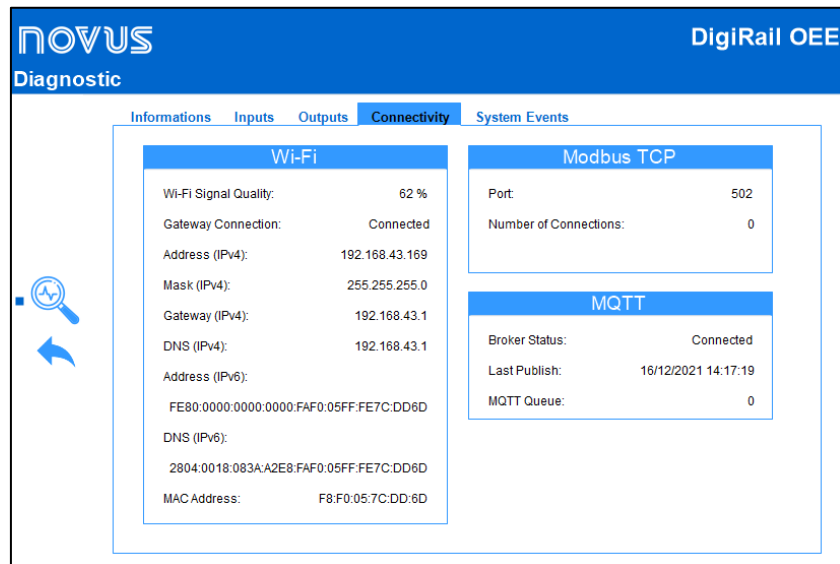 NOVUS
DigiRail OEE
Diagnostic
Informations Inputs Outputs Connectivity System Events
Wi-Fi
Wi-Fi Signal Quality: 62 %
Gateway Connection: Connected
Address (IPv4): 192.168.43.169
Mask (IPv4): 255.255.255.0
Gateway (IPv4): 192.168.43.1
DNS (IPv4): 192.168.43.1
Address (IPv6):
FE80:0000:0000:0000:FAF0:05FF:FE7C:DD6D
DNS (IPv6):
2804:0018:083A:A2E8:FAF0:05FF:FE7C:DD6D
MAC Address: F8:F0:05:7C:DD:6D
Modbus TCP
Port: 502
Number of Connections: 0
MQTT
Broker Status: Connected
Last Publish: 16/12/2021 14:17:19
MQTT Queue: 0